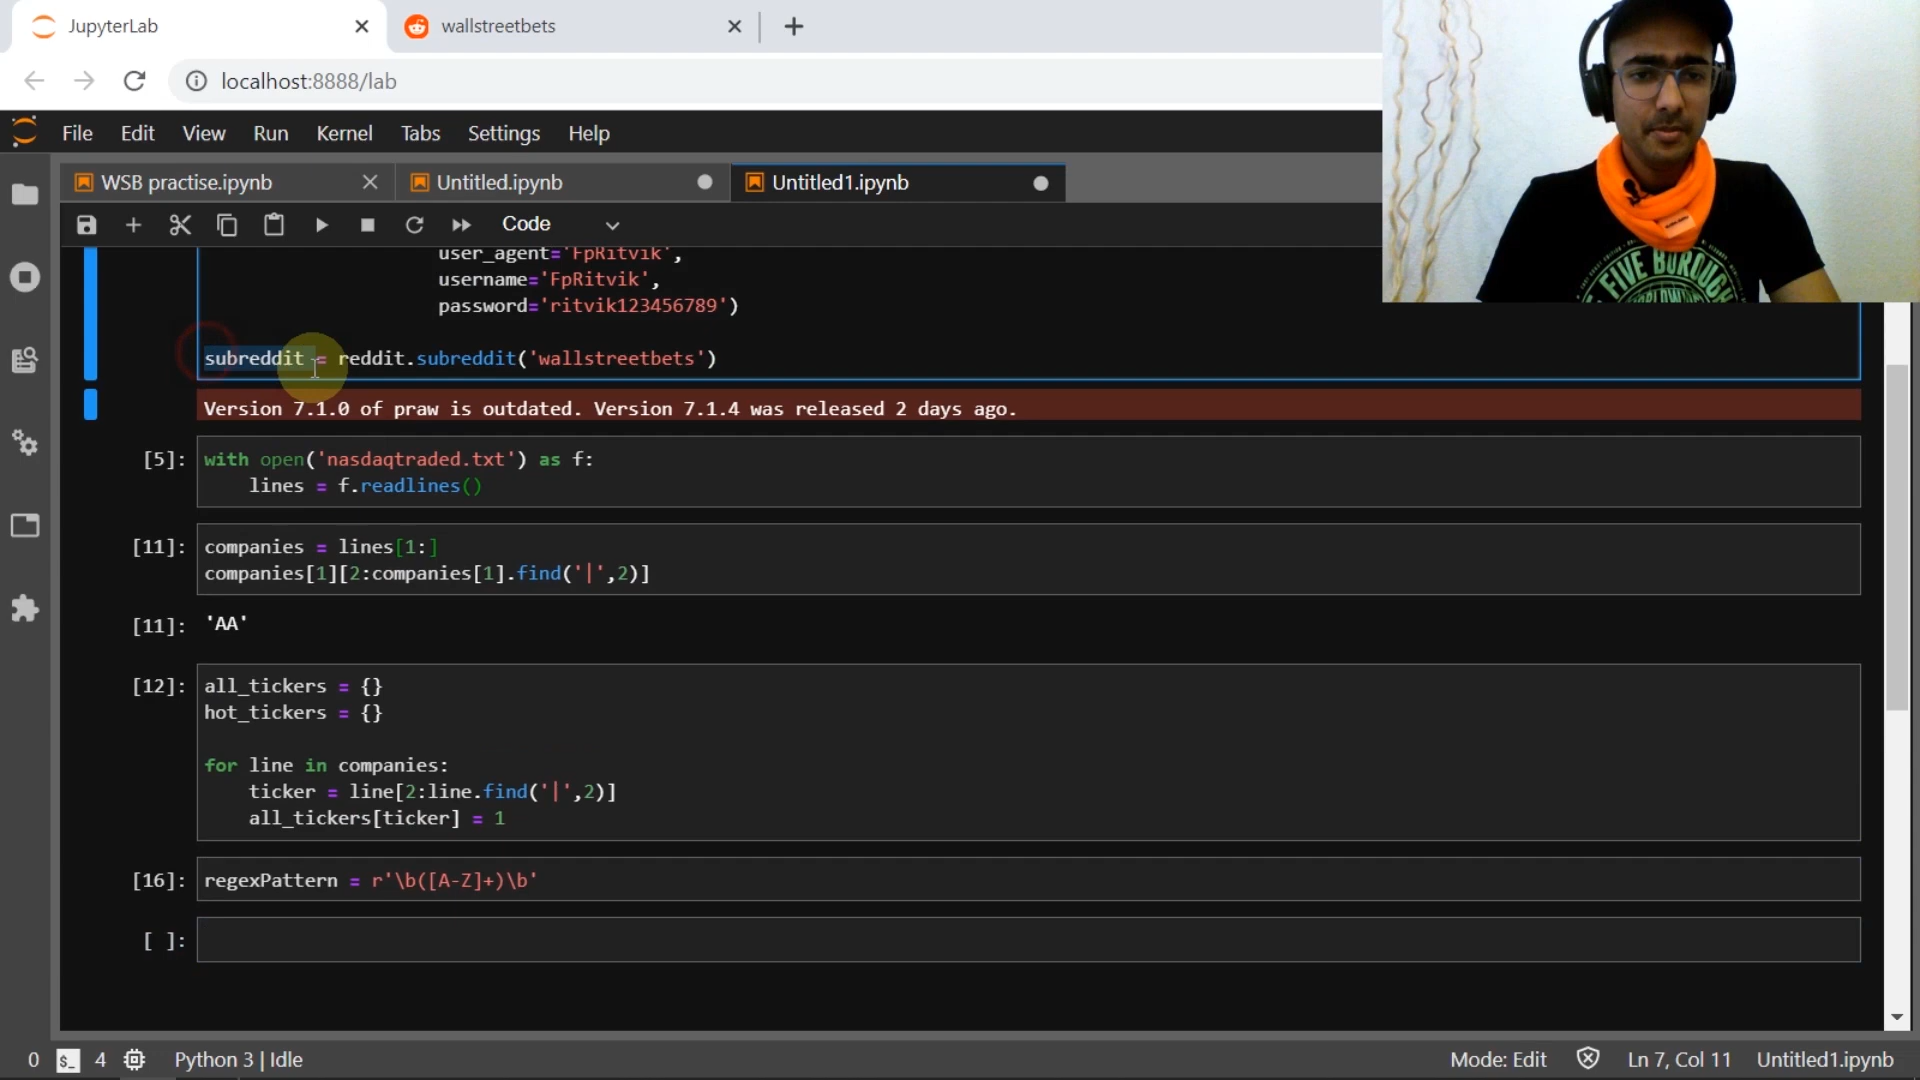 JupyterLab
wallstreetbets
localhost:8888/lab
File Edit View Run Kernel Tabs Settings Help
WSB practise.ipynb
Untitled.ipynb
Untitled1.ipynb
Code
user_agent='FpRitvik',
username='FpRitvik',
password='ritvik123456789')
subreddit = reddit.subreddit('wallstreetbets')
Version 7.1.0 of praw is outdated. Version 7.1.4 was released 2 days ago.
[5]: with open('nasdaqtraded.txt') as f:
lines = f.readlines()
[11]: companies = lines[1:]
companies[1][2:companies[1].find('|',2)]
[11]: 'AA'
[12]: all_tickers = {}
hot_tickers = {}
for line in companies:
ticker = line[2:line.find('|',2)]
all_tickers[ticker] = 1
[16]: regexPattern = r'\b([A-Z]+)\b'
[ ]:
FIVE BOROUGH
0 $_ 4 Python 3 | Idle Mode: Edit Ln 7, Col 11 Untitled1.ipynb